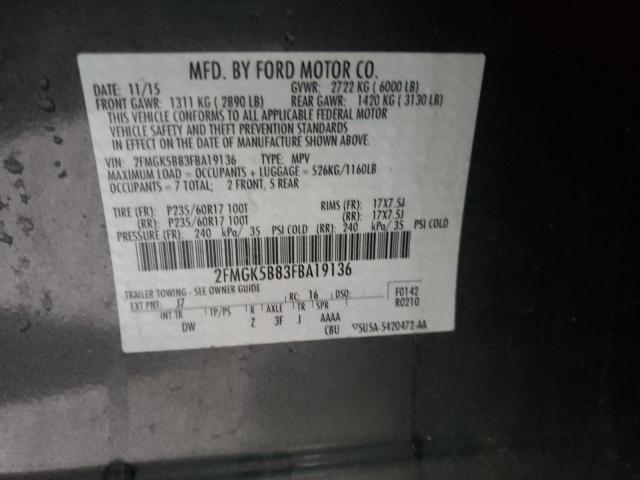 MFD. BY FORD MOTOR CO.
DATE: 11/15 GVWR: 2722 KG ( 6000 LB)
FRONT GAWR: 1311 KG ( 2890 LB) REAR GAWR: 1420 KG ( 3130 LB)
THIS VEHICLE CONFORMS TO ALL APPLICABLE FEDERAL MOTOR
VEHICLE SAFETY AND THEFT PREVENTION STANDARDS
IN EFFECT ON THE DATE OF MANUFACTURE SHOWN ABOVE.
VIN: 2FMGK5B83FBA19136 TYPE: MPV
MAXIMUM LOAD = OCCUPANTS + LUGGAGE = 526KG/1160LB
OCCUPANTS = 7 TOTAL; 2 FRONT, 5 REAR
TIRE (FR): P235/60R17 100T RIMS (FR): 17X7.5J
(RR): P235/60R17 100T (RR): 17X7.5J
PRESSURE (FR): 240 kPa/ 35 PSI COLD (RR): 240 kPa/ 35 PSI COLD
2FMGK5B83FBA19136
TRAILER TOWING - SEE OWNER GUIDE
EXT PNT: J7 RC: 16 DSO: F0142
INT TR TP/PS R AXLE TR SPR R0210
DW Z 3F J AAAA
CBU SUSA-5420472-AA